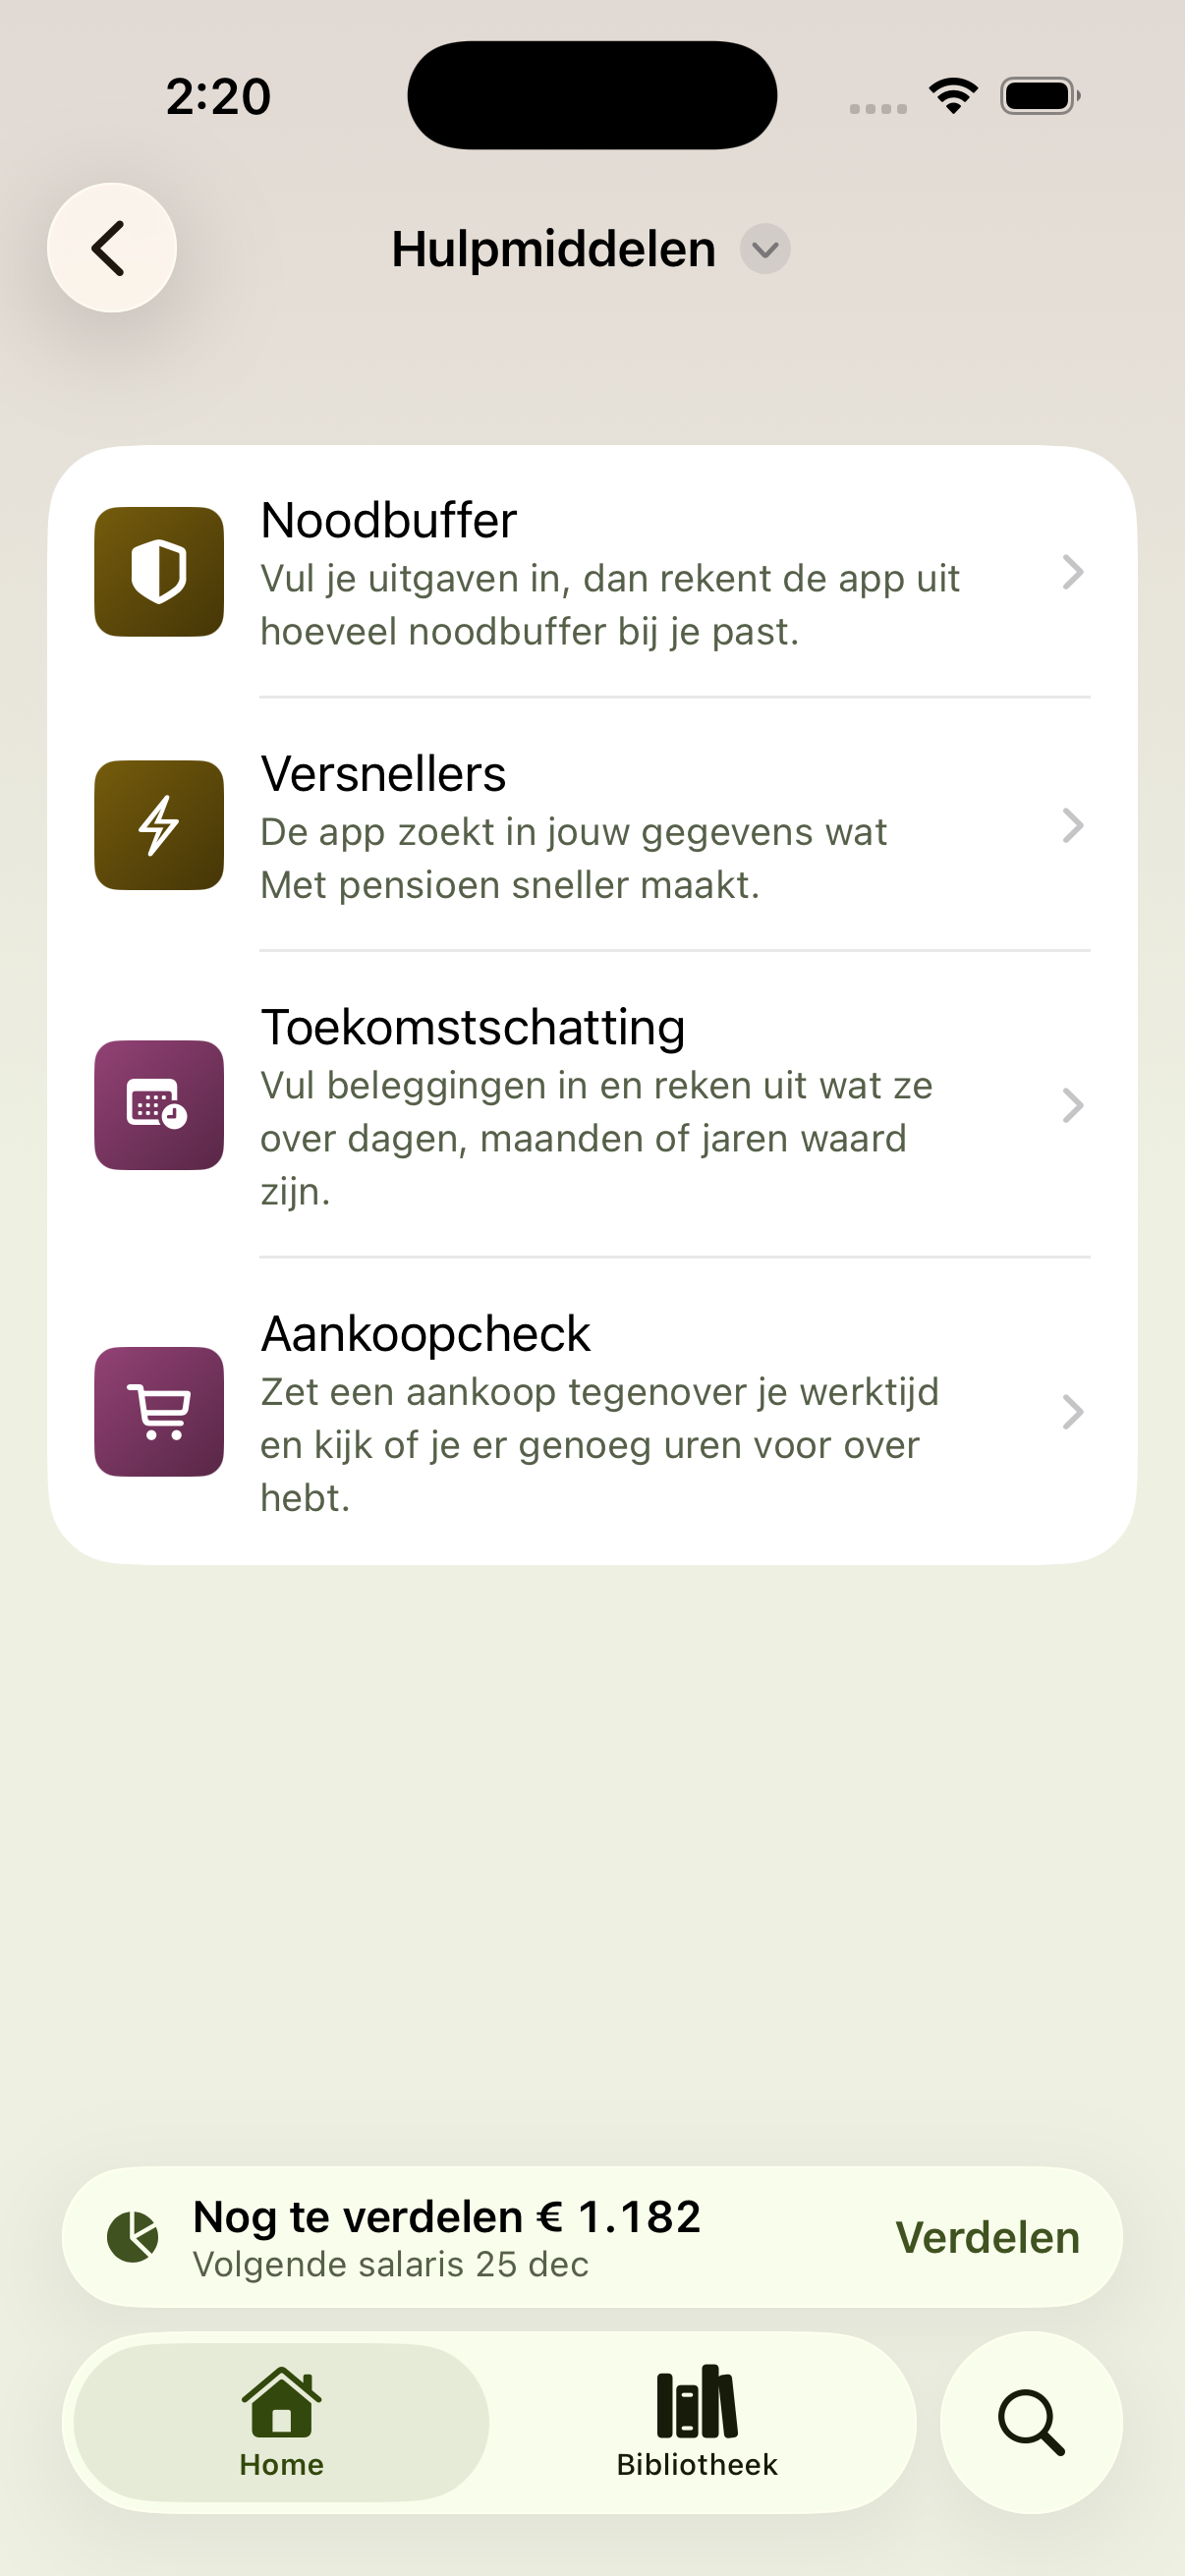 2:20
Hulpmiddelen
Noodbuffer
Vul je uitgaven in, dan rekent de app uit
hoeveel noodbuffer bij je past.
Versnellers
De app zoekt in jouw gegevens wat
Met pensioen sneller maakt.
Toekomstschatting
Vul beleggingen in en reken uit wat ze
over dagen, maanden of jaren waard
zijn.
Aankoopcheck
Zet een aankoop tegenover je werktijd
en kijk of je er genoeg uren voor over
hebt.
Nog te verdelen € 1.182
Volgende salaris 25 dec
Verdelen
Home
Bibliotheek